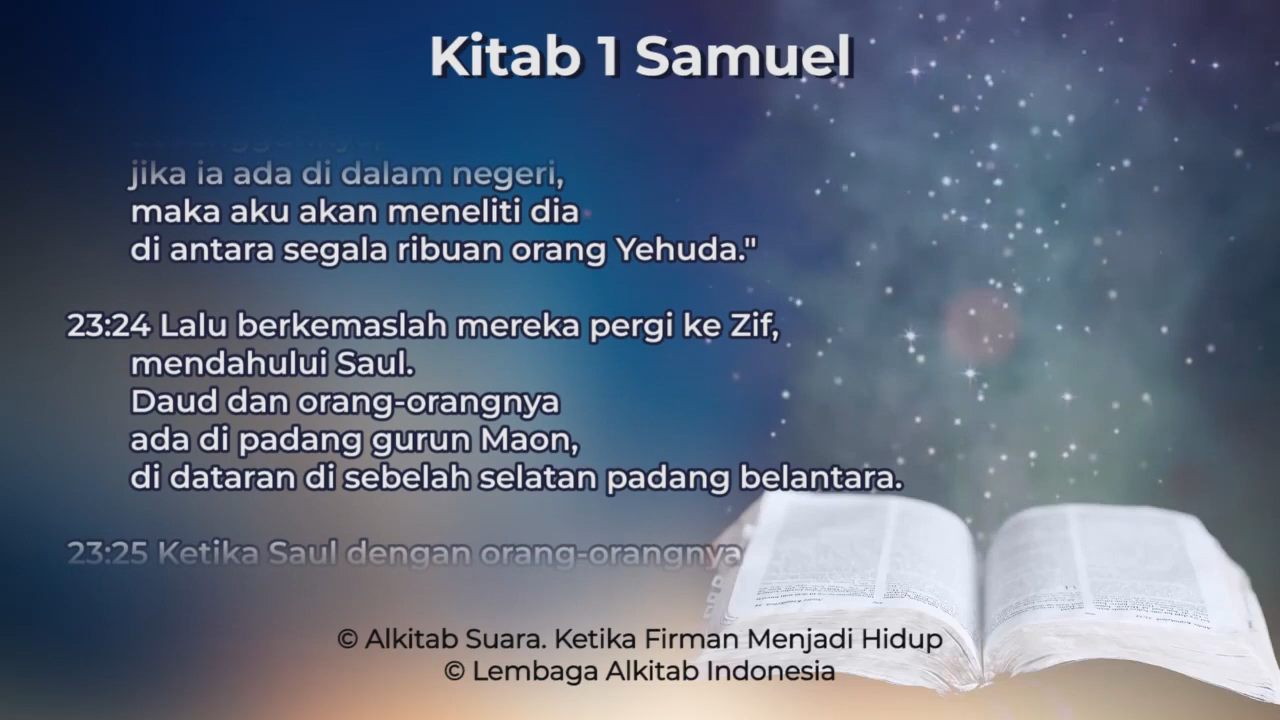 Kitab 1 Samuel
jika ia ada di dalam negeri,
maka aku akan meneliti dia
di antara segala ribuan orang Yehuda."
23:24 Lalu berkemaslah mereka pergi ke Zif,
mendahului Saul.
Daud dan orang-orangnya
ada di padang gurun Maon,
di dataran di sebelah selatan padang belantara.
23:25 Ketika Saul dengan orang-orangnya
© Alkitab Suara. Ketika Firman Menjadi Hidup
© Lembaga Alkitab Indonesia